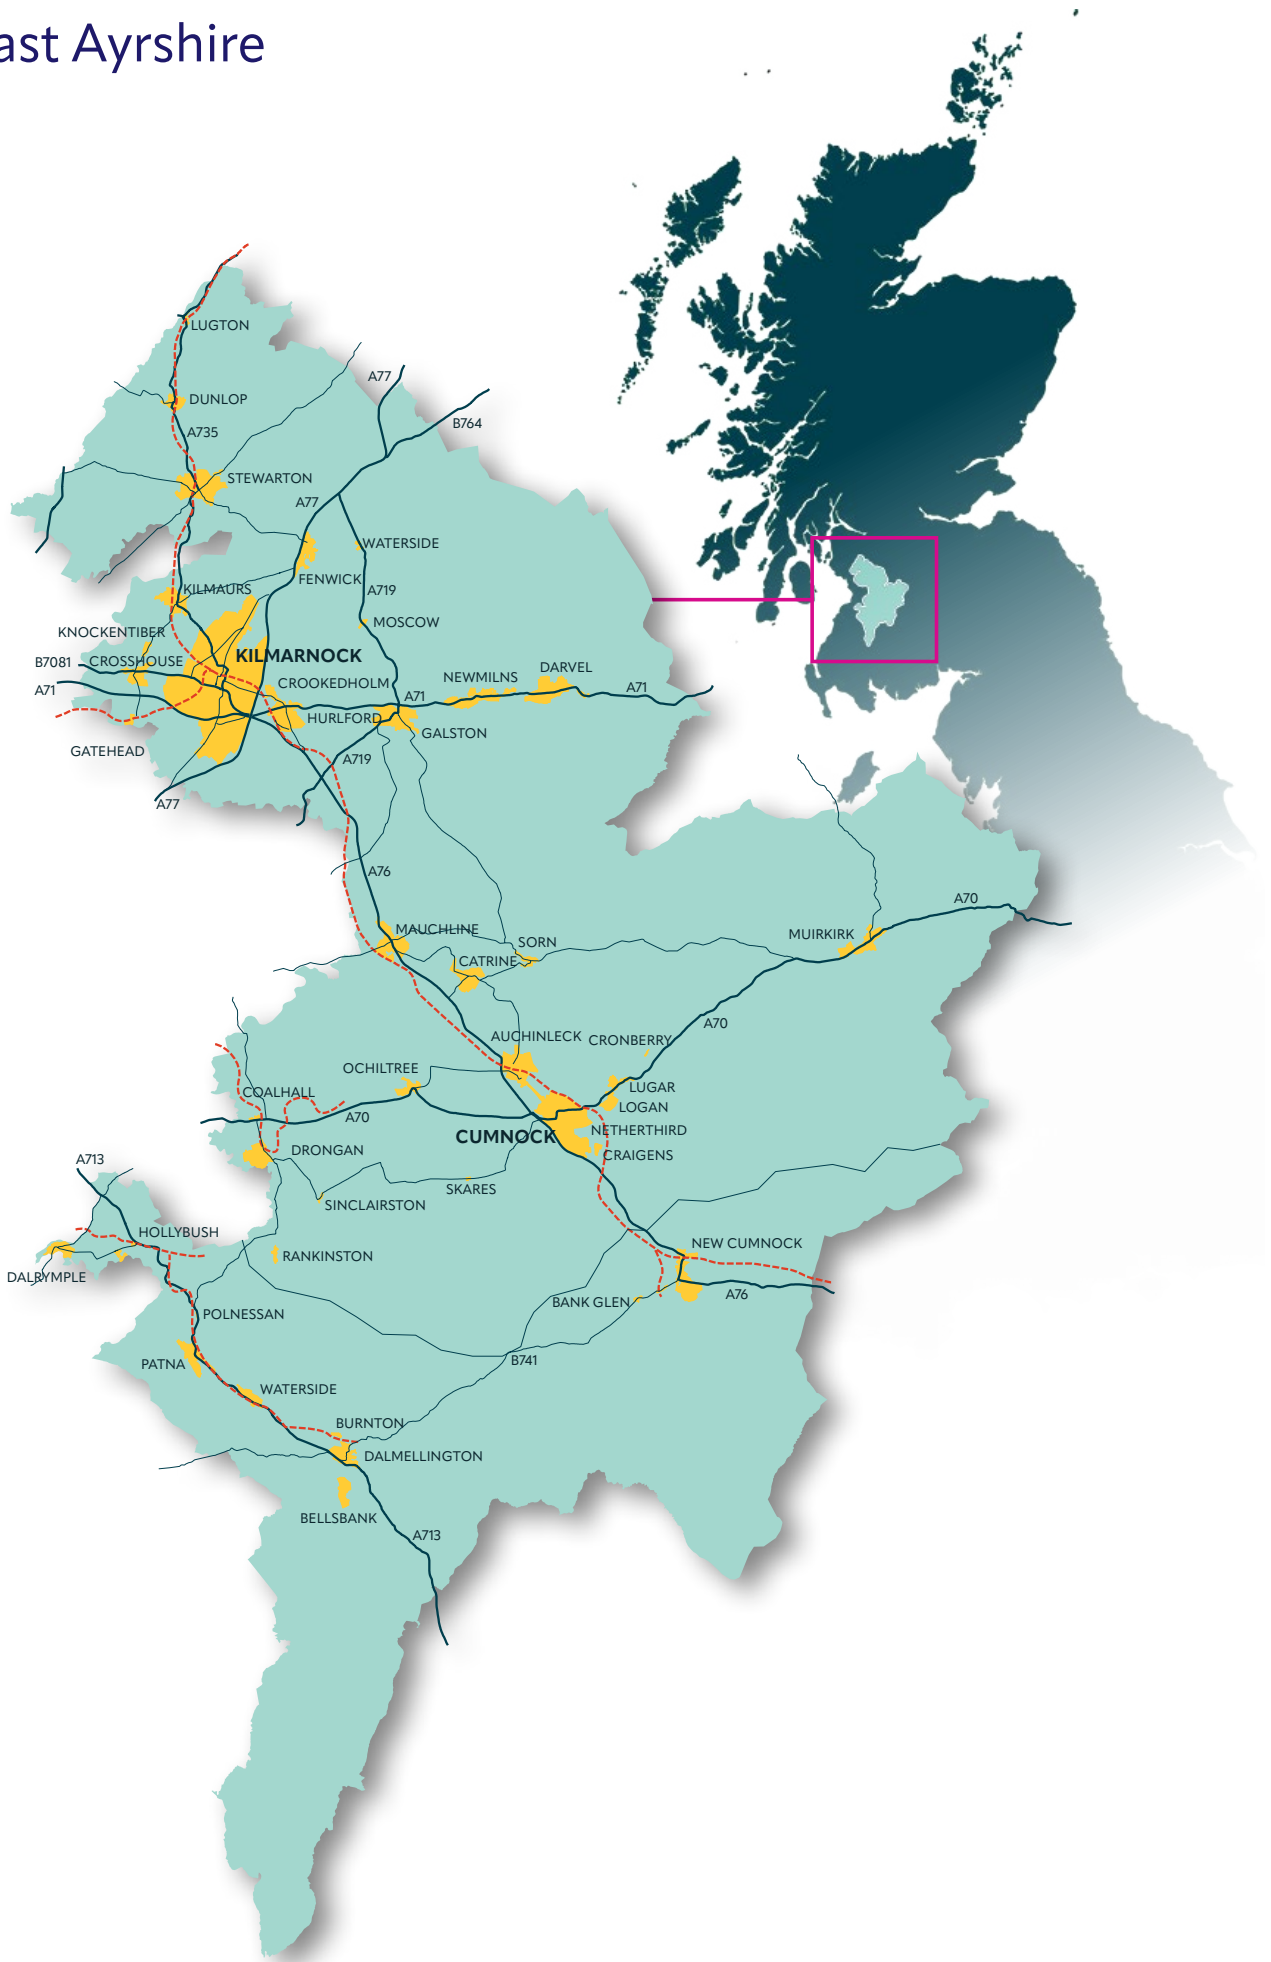 ast Ayrshire
LUGTON
A77
DUNLOP
B764
A735
STEWARTON
A77
WATERSIDE
FENWICK
KILMAURS
A719
MOSCOW
KNOCKENTIBER
KILMARNOCK
B7081
CROSSHOUSE
DARVEL
NEWMILNS
CROOKEDHOLM
A71
A71
A71
HURLFORD
GALSTON
GATEHEAD
A719
A77
A76
A70
MAUCHLINE
MUIRKIRK
SORN
CATRINE
A70
AUCHINLECK
CRONBERRY
OCHILTREE
LUGAR
COALHALL
LOGAN
A70
NETHERTHIRD
CUMNOCK
DRONGAN
CRAIGENS
A713
SKARES
SINCLAIRSTON
HOLLYBUSH
NEW CUMNOCK
RANKINSTON
DALRYMPLE
A76
BANK GLEN
POLNESSAN
B741
PATNA
WATERSIDE
BURNTON
DALMELLINGTON
BELLSBANK
A713